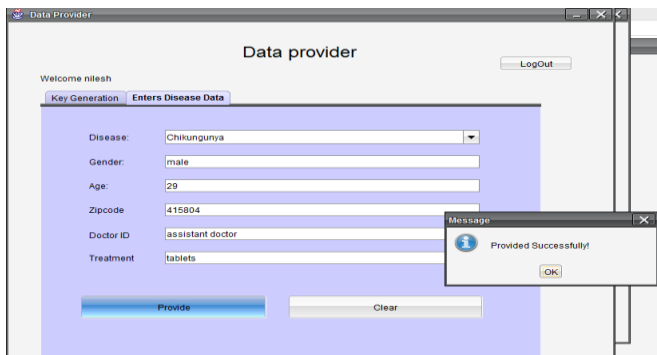 Data Provider
Data provider
LogOut
Welcome nilesh
Key Generation Enters Disease Data
Disease: Chikungunya
Gender: male
Age: 29
Zipcode 415804
Doctor ID assistant doctor
Treatment tablets
Message
Provided Successfully!
OK
Provide Clear